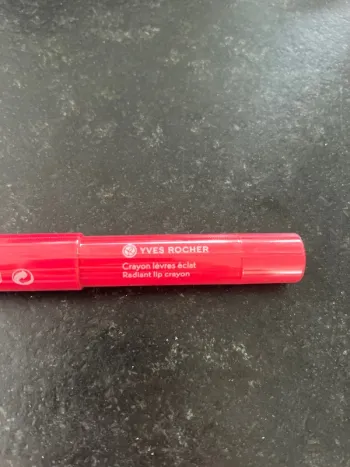 YVES ROCHER
Crayon lèvres éclat
Radiant lip crayon